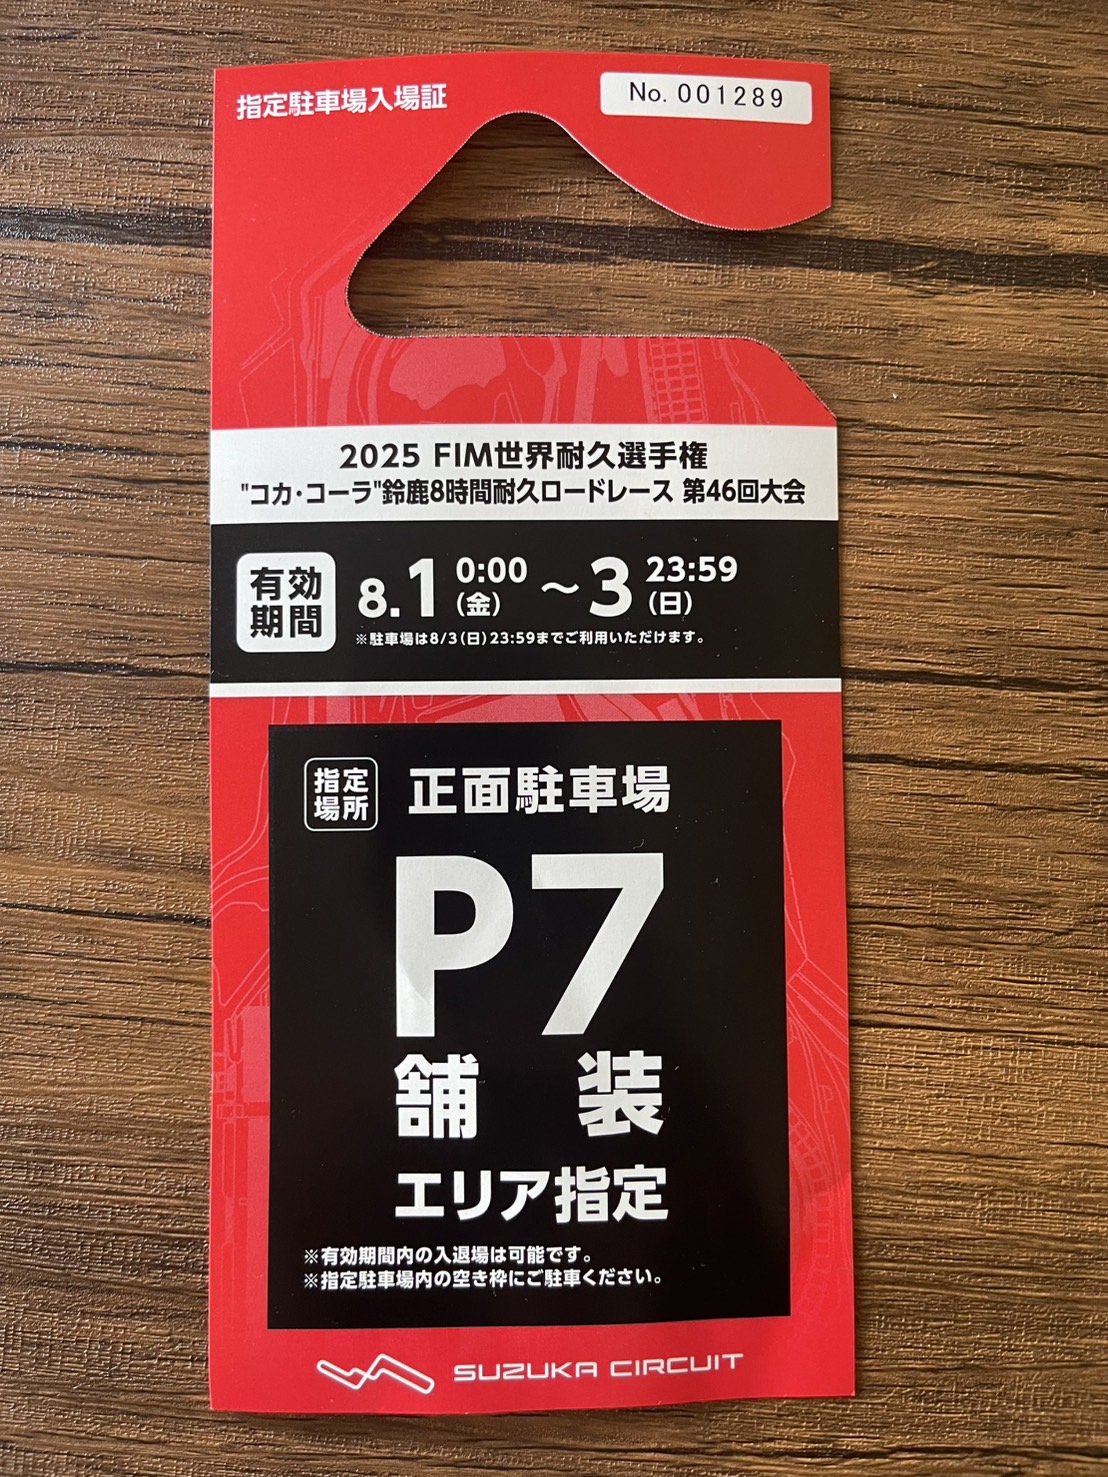 指定駐車場入場証
No. 001289
2025 FIM世界耐久選手権
"コカ・コーラ"鈴鹿8時間耐久ロードレース 第46回大会
有効
期間
8.1 0:00 (金) ～ 3 23:59 (日)
※駐車場は8/3(日)23:59までご利用いただけます。
指定
場所
正面駐車場
P7
舗装
エリア指定
※有効期間内の入退場は可能です。
※指定駐車場内の空き枠にご駐車ください。
SUZUKA CIRCUIT